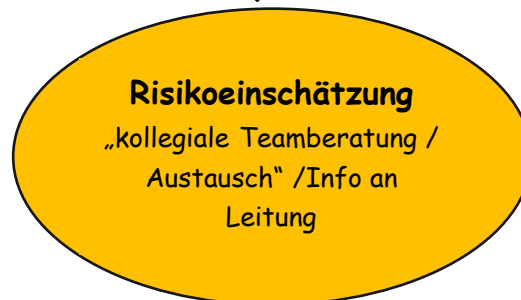 Risikoeinschätzung
„kollegiale Teamberatung /
Austausch“ /Info an
Leitung